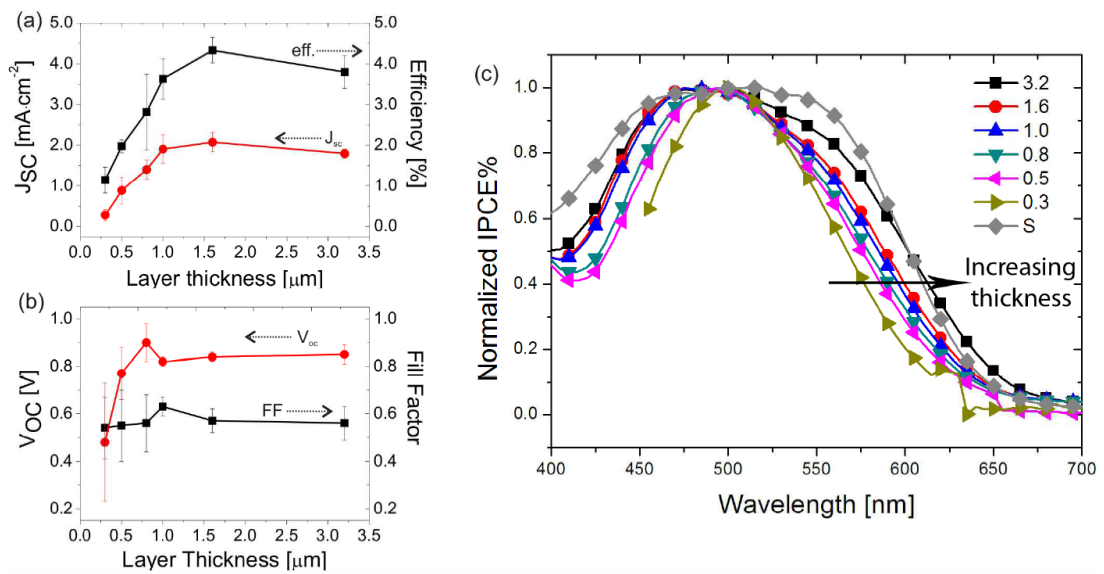 (a)
5.0
4.0
3.0
2.0
1.0
0.0
J_SC [mA·cm⁻²]
eff.
J_sc
5.0
4.0
3.0
2.0
1.0
0.0
Efficiency [%]
0.0 0.5 1.0 1.5 2.0 2.5 3.0 3.5
Layer thickness [μm]
(b)
1.0
0.8
0.6
0.4
0.2
V_OC [V]
V_oc
FF
1.0
0.8
0.6
0.4
0.2
Fill Factor
0.0 0.5 1.0 1.5 2.0 2.5 3.0 3.5
Layer Thickness [μm]
(c)
1.0
0.8
0.6
0.4
0.2
0.0
Normalized IPCE%
3.2
1.6
1.0
0.8
0.5
0.3
S
Increasing
thickness
400 450 500 550 600 650 700
Wavelength [nm]